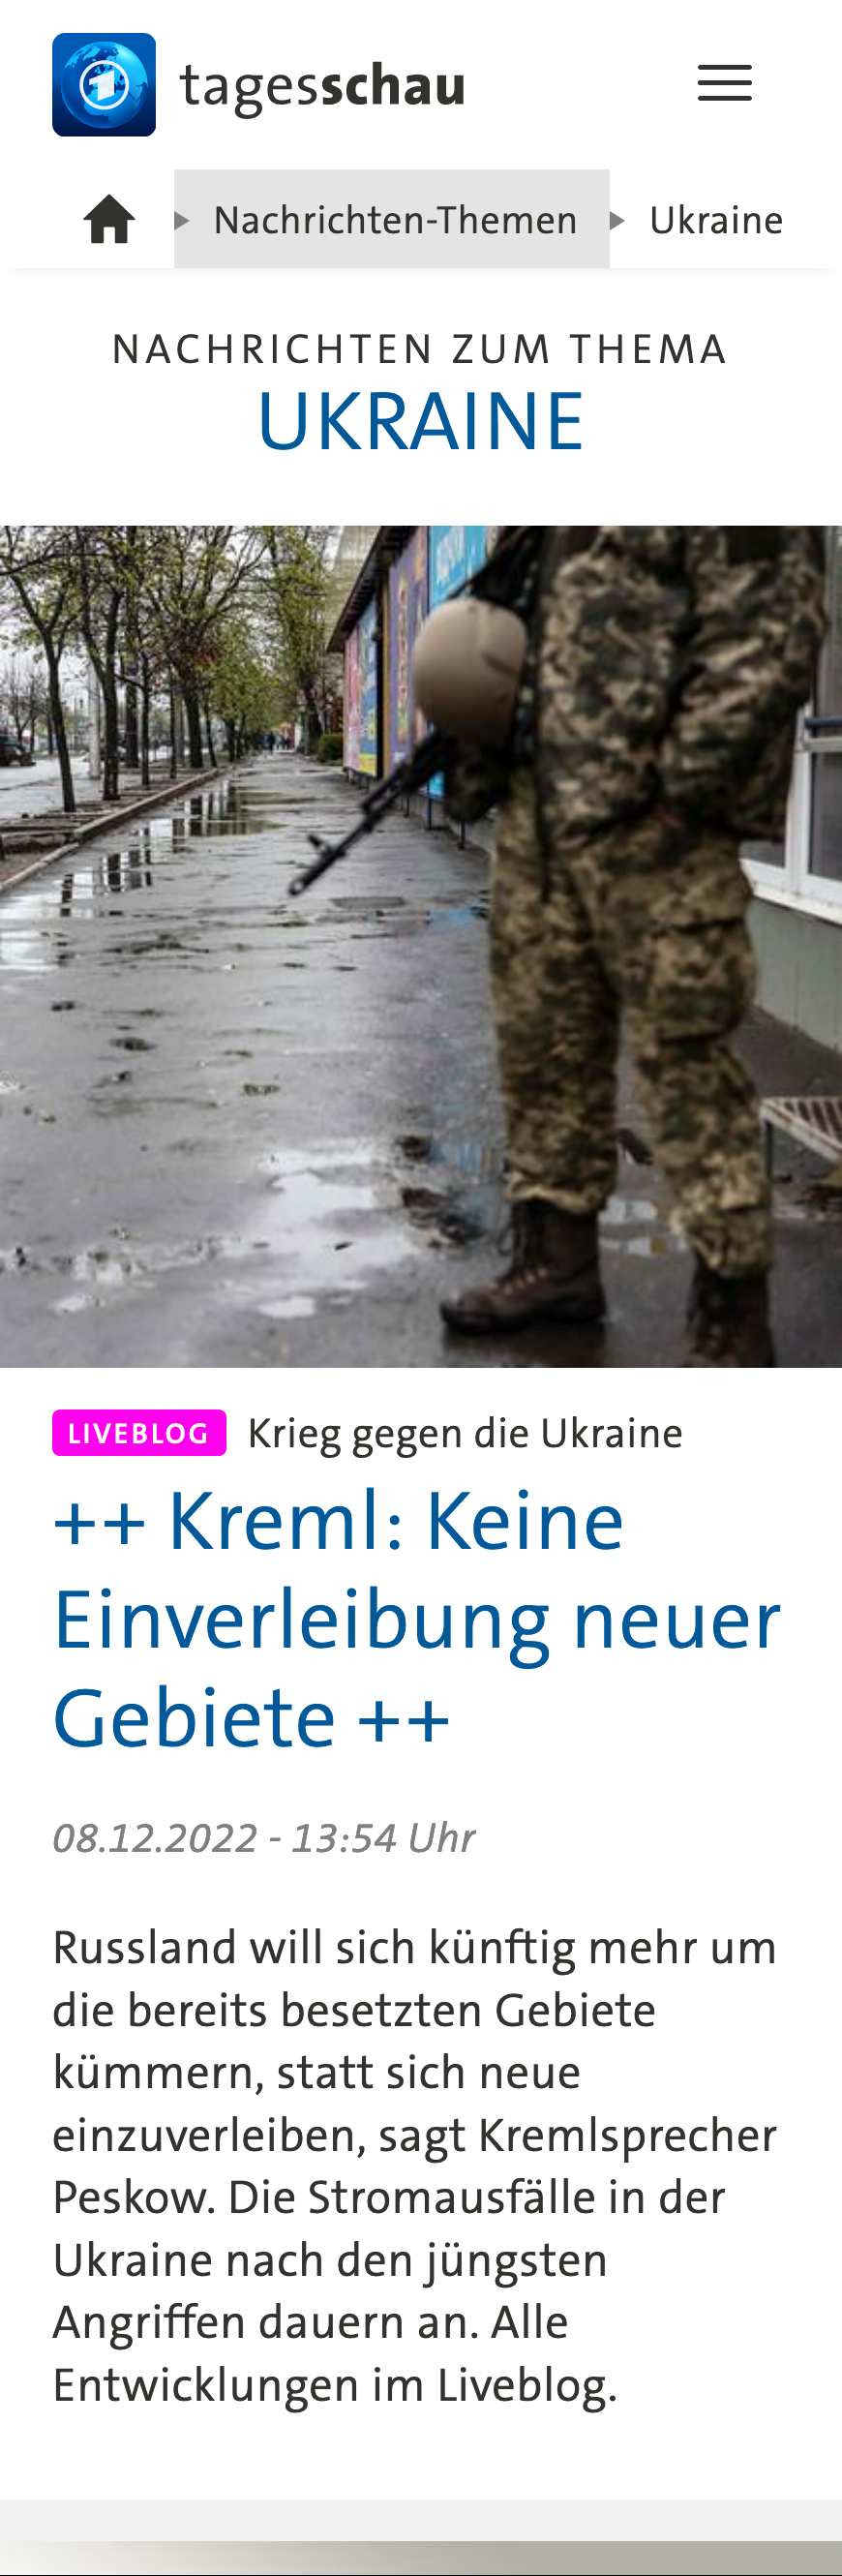 tagesschau
Nachrichten-Themen Ukraine
NACHRICHTEN ZUM THEMA
UKRAINE
LIVEBLOG Krieg gegen die Ukraine
++ Kreml: Keine
Einverleibung neuer
Gebiete ++
08.12.2022 - 13:54 Uhr
Russland will sich künftig mehr um
die bereits besetzten Gebiete
kümmern, statt sich neue
einzuverleiben, sagt Kremlsprecher
Peskow. Die Stromausfälle in der
Ukraine nach den jüngsten
Angriffen dauern an. Alle
Entwicklungen im Liveblog.